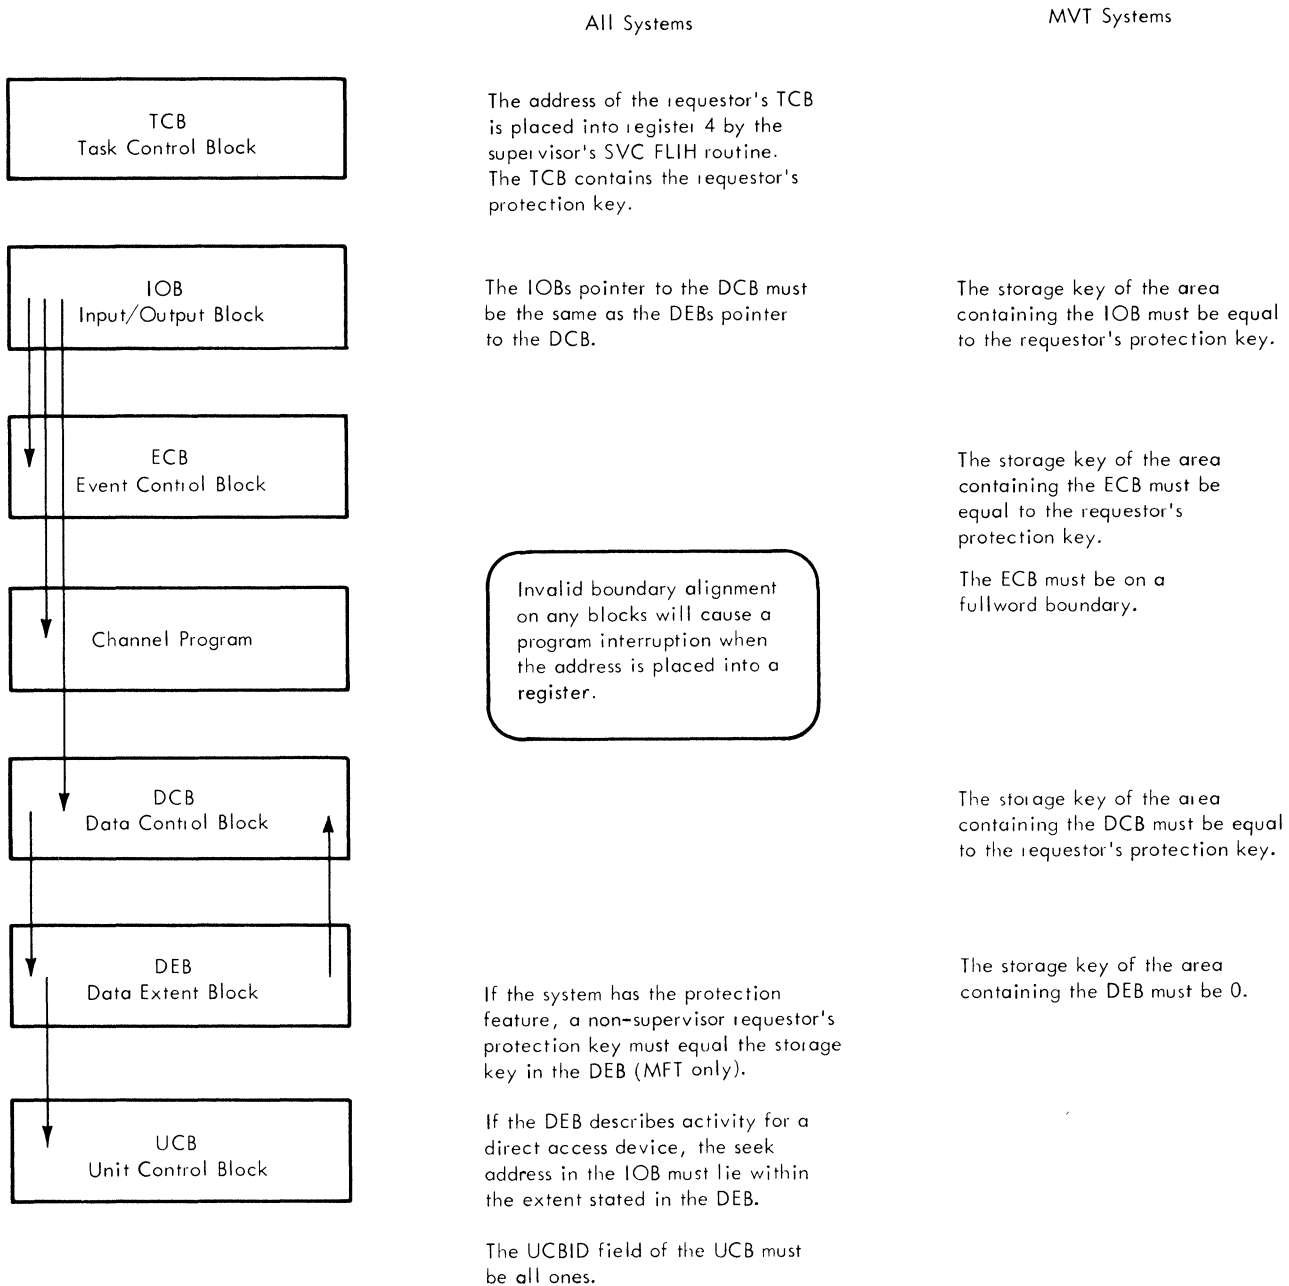 All Systems
MVT Systems
TCB
Task Control Block
The address of the requestor's TCB
is placed into register 4 by the
supervisor's SVC FLIH routine.
The TCB contains the requestor's
protection key.
IOB
Input/Output Block
The IOBs pointer to the DCB must
be the same as the DEBs pointer
to the DCB.
The storage key of the area
containing the IOB must be equal
to the requestor's protection key.
ECB
Event Control Block
The storage key of the area
containing the ECB must be
equal to the requestor's
protection key.
The ECB must be on a
fullword boundary.
Invalid boundary alignment
on any blocks will cause a
program interruption when
the address is placed into a
register.
Channel Program
DCB
Data Control Block
The storage key of the area
containing the DCB must be equal
to the requestor's protection key.
DEB
Data Extent Block
The storage key of the area
containing the DEB must be 0.
If the system has the protection
feature, a non-supervisor requestor's
protection key must equal the storage
key in the DEB (MFT only).
UCB
Unit Control Block
If the DEB describes activity for a
direct access device, the seek
address in the IOB must lie within
the extent stated in the DEB.
The UCBID field of the UCB must
be all ones.